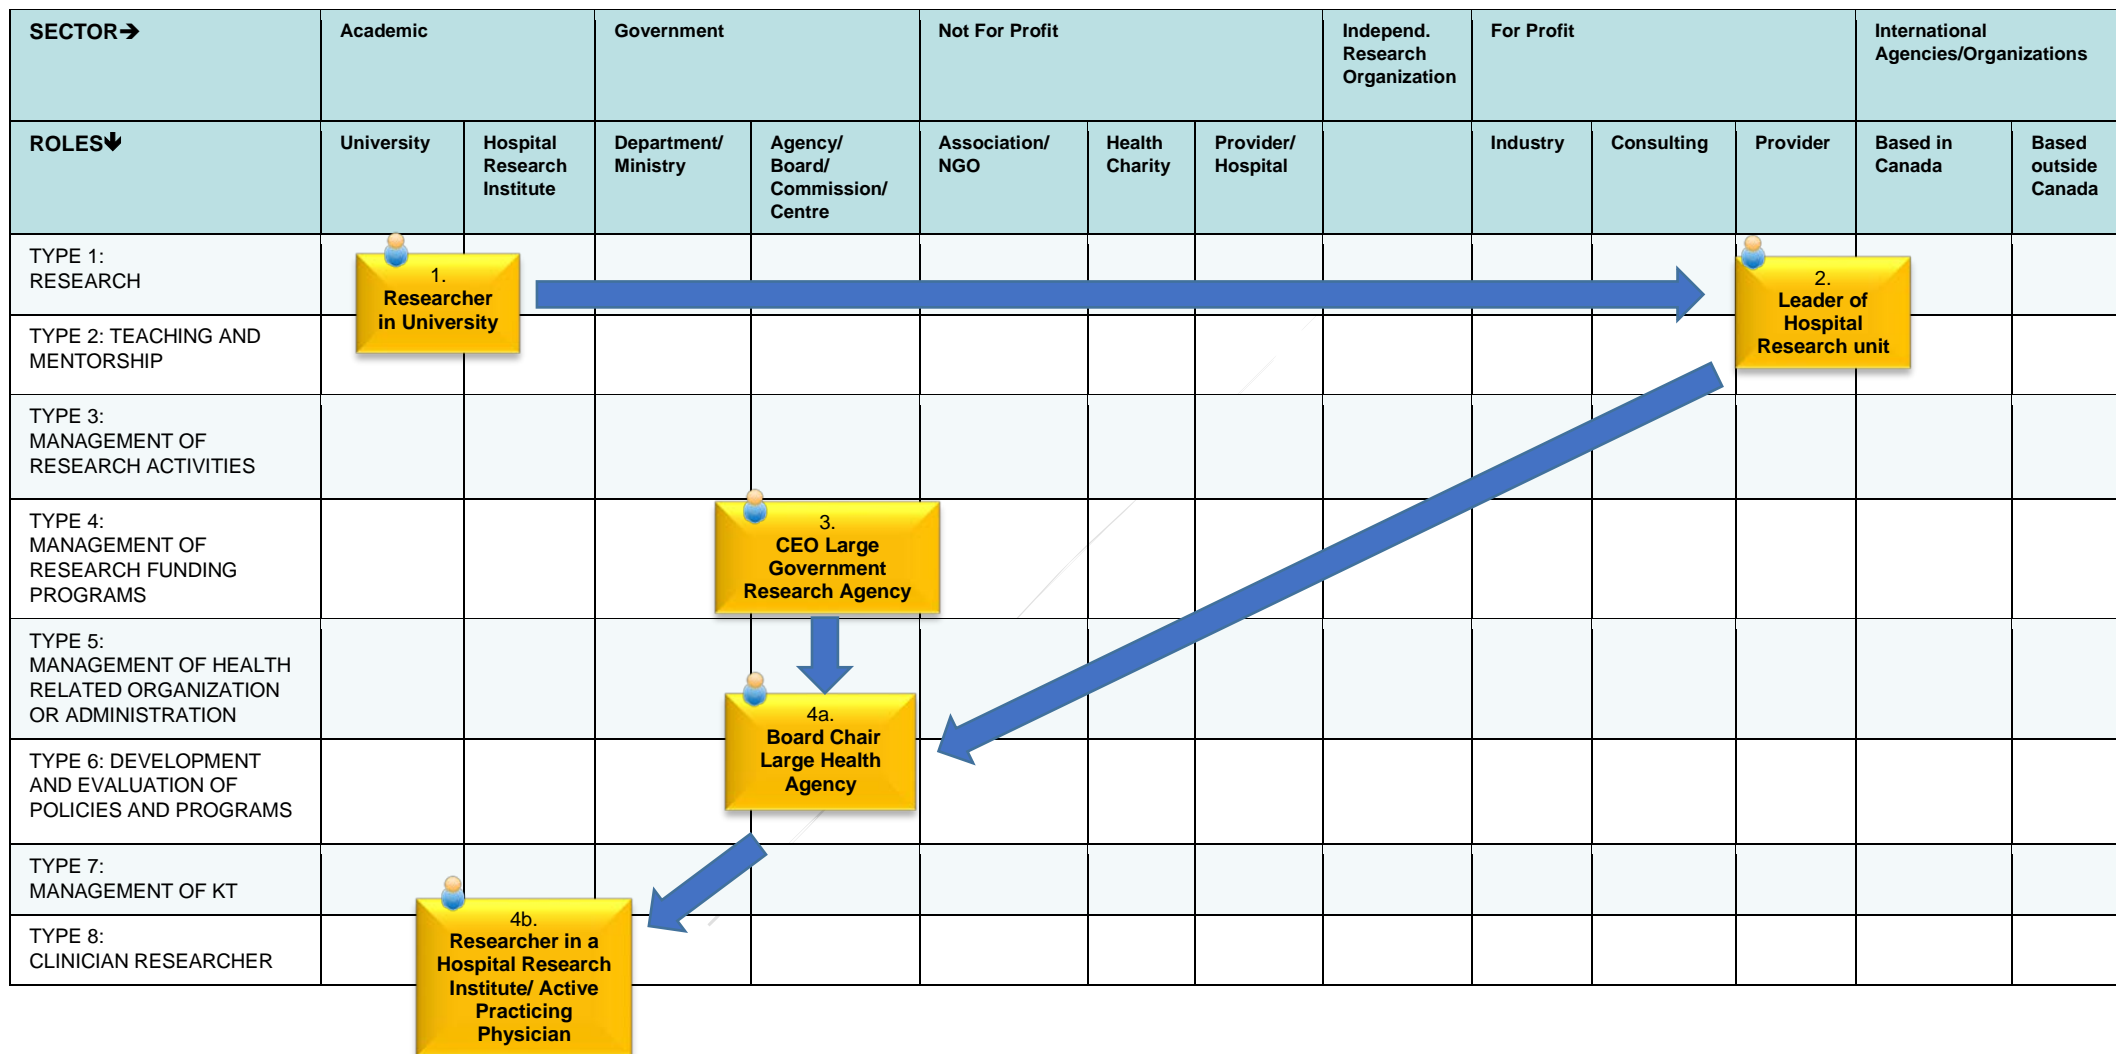 SECTOR➔
Academic
Government
Not For Profit
Independ.
Research
Organization
For Profit
International
Agencies/Organizations
ROLES🡻
University
Hospital
Research
Institute
Department/
Ministry
Agency/
Board/
Commission/
Centre
Association/
NGO
Health
Charity
Provider/
Hospital
Industry
Consulting
Provider
Based in
Canada
Based
outside
Canada
TYPE 1:
RESEARCH
1.
Researcher
in University
2.
Leader of
Hospital
Research unit
TYPE 2: TEACHING AND
MENTORSHIP
TYPE 3:
MANAGEMENT OF
RESEARCH ACTIVITIES
TYPE 4:
MANAGEMENT OF
RESEARCH FUNDING
PROGRAMS
3.
CEO Large
Government
Research Agency
TYPE 5:
MANAGEMENT OF HEALTH
RELATED ORGANIZATION
OR ADMINISTRATION
4a.
Board Chair
Large Health
Agency
TYPE 6: DEVELOPMENT
AND EVALUATION OF
POLICIES AND PROGRAMS
TYPE 7:
MANAGEMENT OF KT
TYPE 8:
CLINICIAN RESEARCHER
4b.
Researcher in a
Hospital Research
Institute/ Active
Practicing
Physician